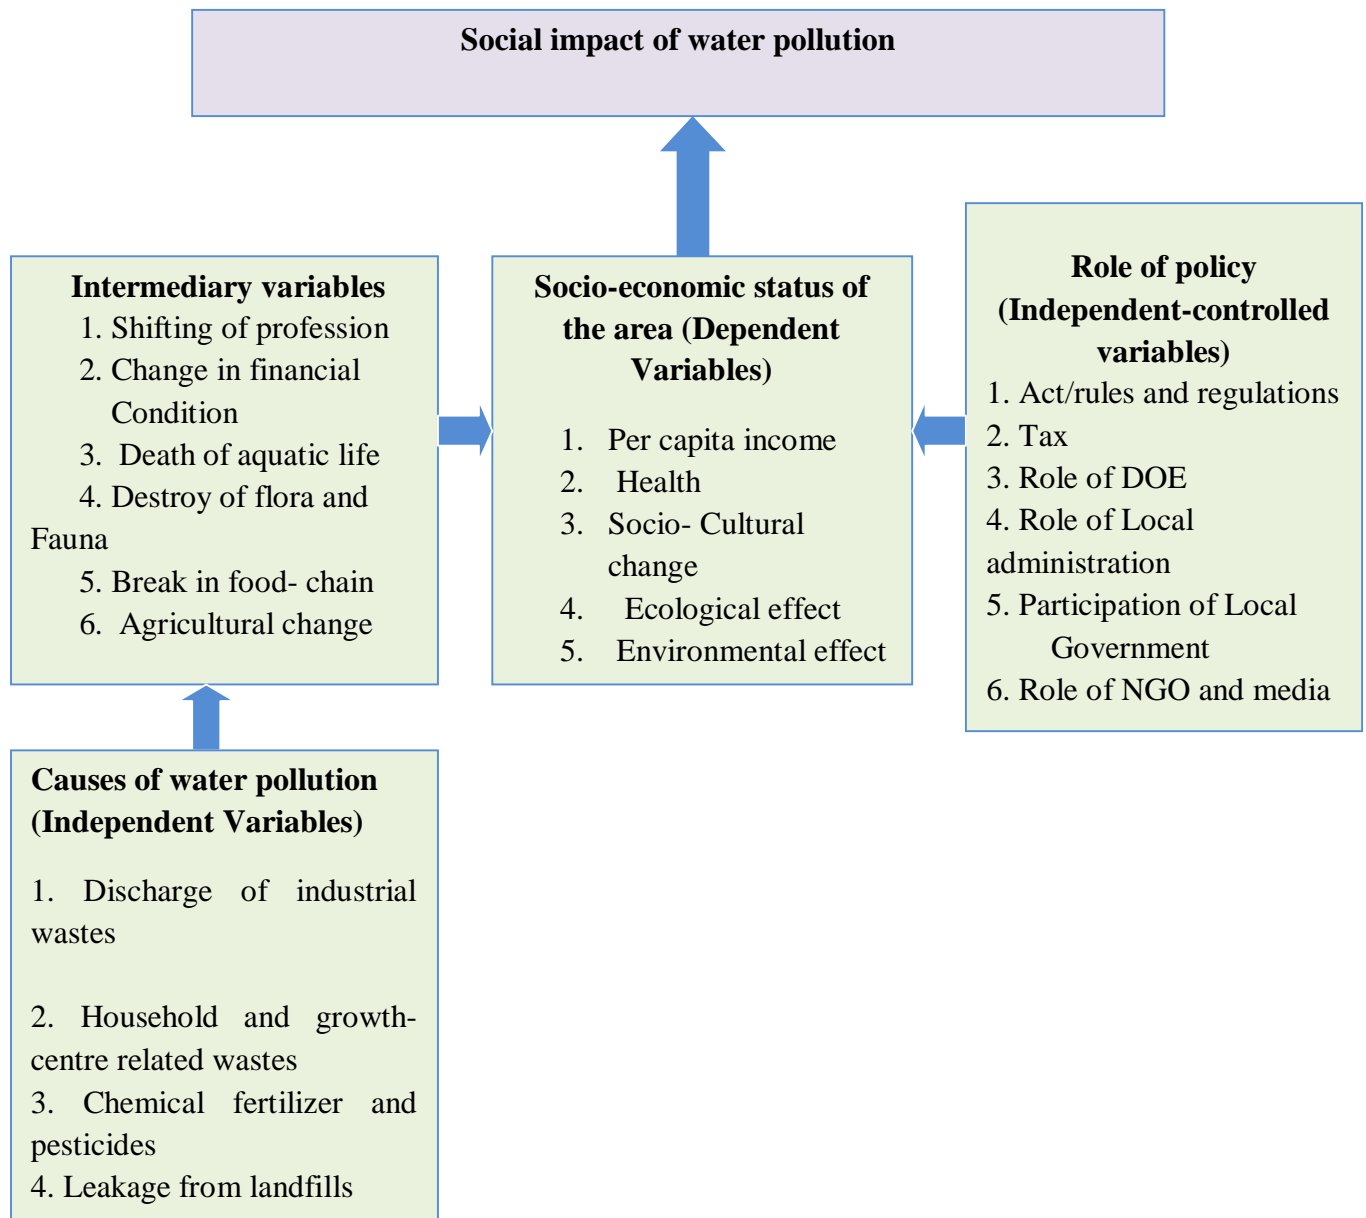 Social impact of water pollution
Intermediary variables
1. Shifting of profession
2. Change in financial
Condition
3. Death of aquatic life
4. Destroy of flora and
Fauna
5. Break in food- chain
6. Agricultural change
Socio-economic status of
the area (Dependent
Variables)
1. Per capita income
2. Health
3. Socio- Cultural
change
4. Ecological effect
5. Environmental effect
Role of policy
(Independent-controlled
variables)
1. Act/rules and regulations
2. Tax
3. Role of DOE
4. Role of Local
administration
5. Participation of Local
Government
6. Role of NGO and media
Causes of water pollution
(Independent Variables)
1. Discharge of industrial
wastes
2. Household and growth-
centre related wastes
3. Chemical fertilizer and
pesticides
4. Leakage from landfills